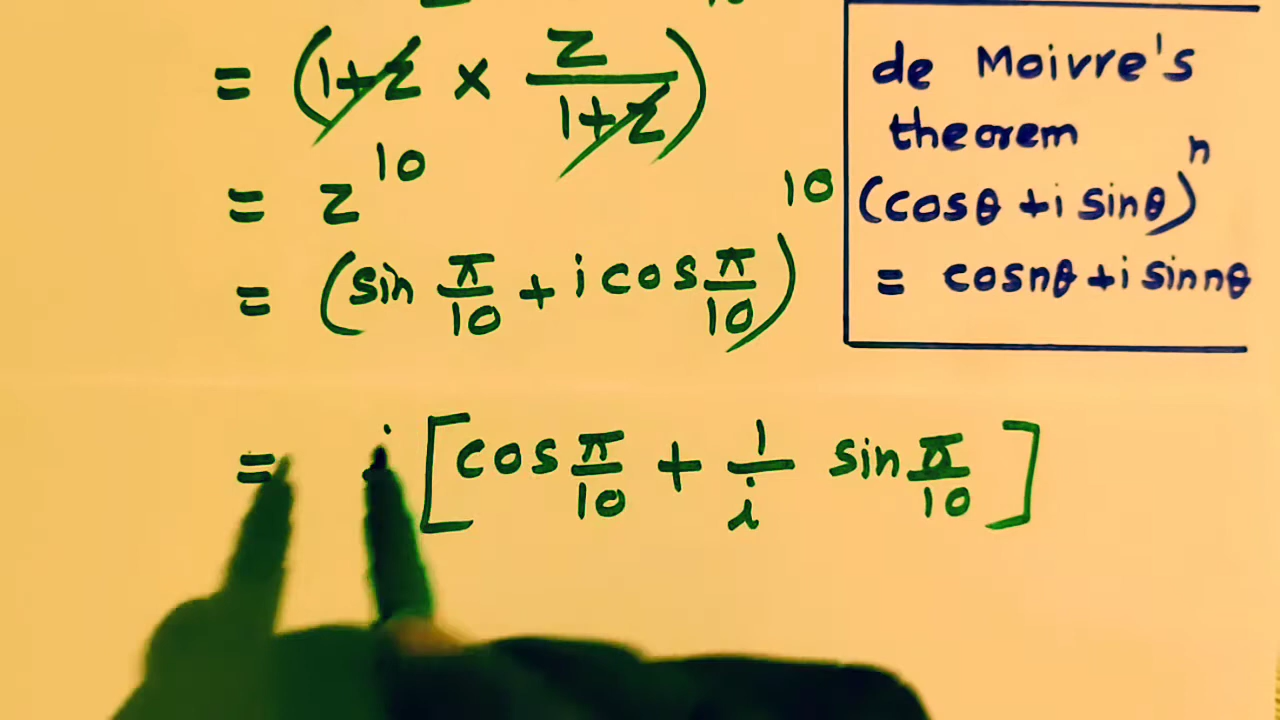 = (1+z × z/1+z)
= z^10
= (sin π/10 + i cos π/10)^10
= i [cos π/10 + 1/i sin π/10]
de Moivre's
theorem
(cosθ +i sinθ)^n
= cosnθ+i sinnθ